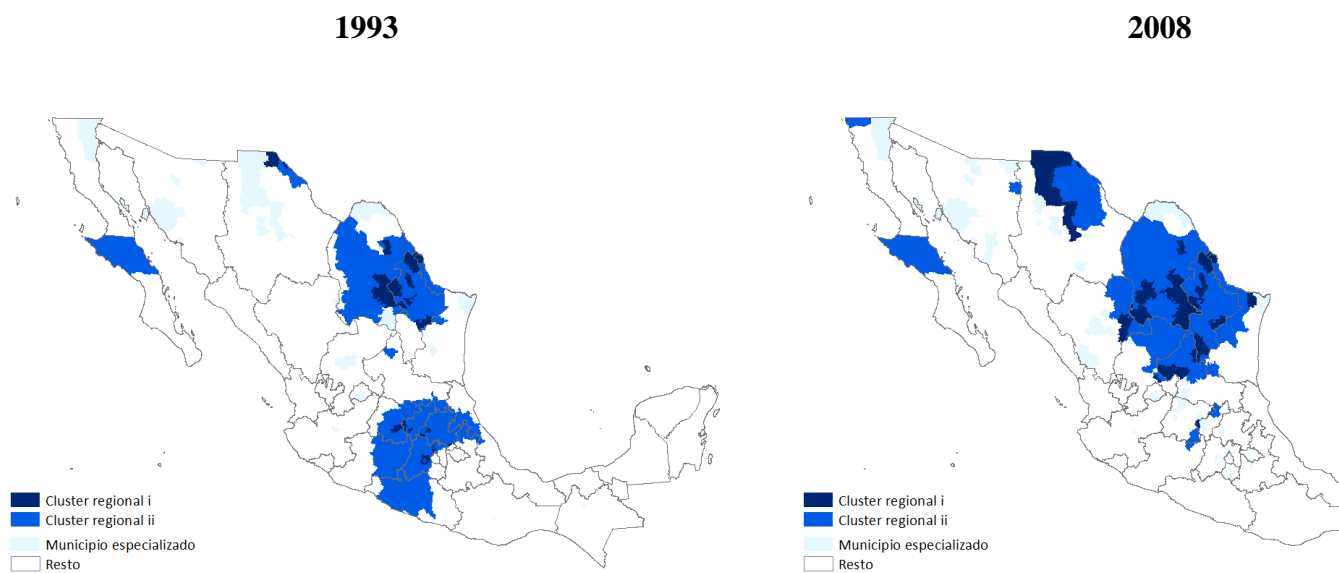 1993
2008
Cluster regional i
Cluster regional ii
Municipio especializado
Resto
Cluster regional i
Cluster regional ii
Municipio especializado
Resto